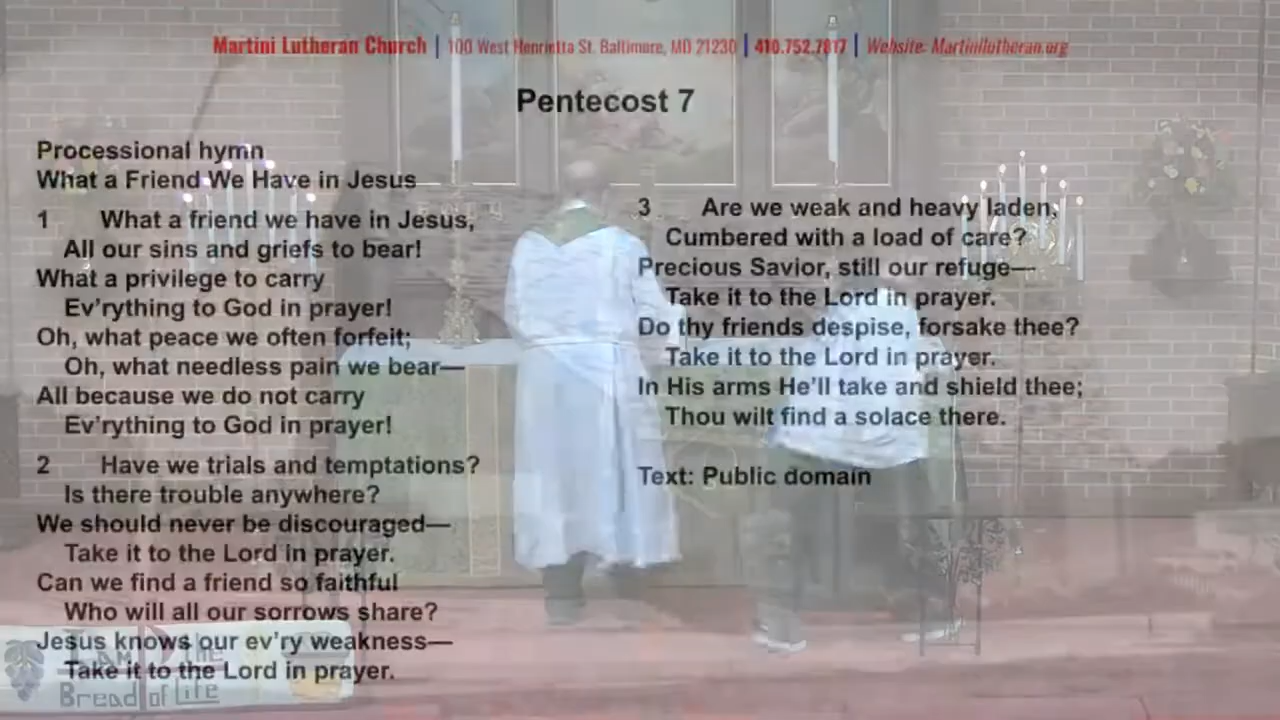 Martini Lutheran Church | 100 West Henrietta St. Baltimore, MD 21230 | 410.752.7817 | Website: Martinilutheran.org
Pentecost 7
Processional hymn
What a Friend We Have in Jesus
1 What a friend we have in Jesus,
All our sins and griefs to bear!
What a privilege to carry
Ev'rything to God in prayer!
Oh, what peace we often forfeit;
Oh, what needless pain we bear—
All because we do not carry
Ev'rything to God in prayer!
2 Have we trials and temptations?
Is there trouble anywhere?
We should never be discouraged—
Take it to the Lord in prayer.
Can we find a friend so faithful
Who will all our sorrows share?
Jesus knows our ev'ry weakness—
Take it to the Lord in prayer.
3 Are we weak and heavy laden,
Cumbered with a load of care?
Precious Savior, still our refuge—
Take it to the Lord in prayer.
Do thy friends despise, forsake thee?
Take it to the Lord in prayer.
In His arms He'll take and shield thee;
Thou wilt find a solace there.
Text: Public domain
I AM the
Bread of Life